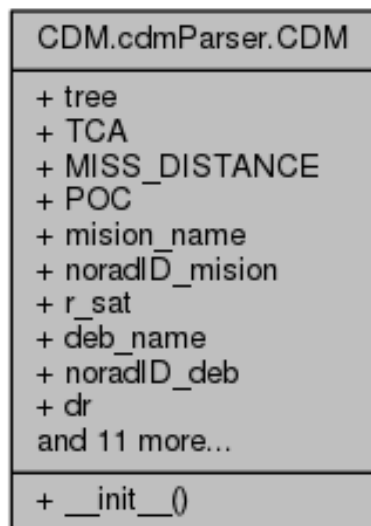 CDM.cdmParser.CDM
+ tree
+ TCA
+ MISS_DISTANCE
+ POC
+ mision_name
+ noradID_mision
+ r_sat
+ deb_name
+ noradID_deb
+ dr
and 11 more...
+ __init__()